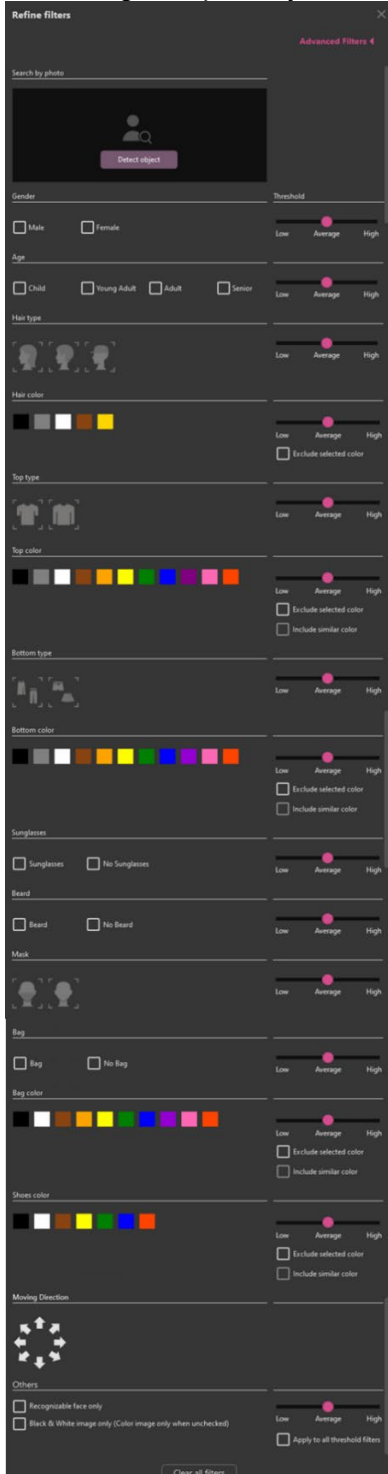 Refine filters
Advanced Filters
Search by photo
Detect object
Gender Threshold
Male Female
Low Average High
Age
Child Young Adult Adult Senior
Low Average High
Hair type
Low Average High
Hair color
Low Average High
Exclude selected color
Top type
Low Average High
Top color
Low Average High
Exclude selected color
Include similar color
Bottom type
Low Average High
Bottom color
Low Average High
Exclude selected color
Include similar color
Sunglasses
Sunglasses No Sunglasses
Low Average High
Beard
Beard No Beard
Low Average High
Mask
Low Average High
Bag
Bag No Bag
Low Average High
Bag color
Low Average High
Exclude selected color
Include similar color
Shoes color
Low Average High
Exclude selected color
Include similar color
Moving Direction
Others
Recognizable face only
Low Average High
Black & White image only (Color image only when unchecked)
Apply to all threshold filters
Clear all filters